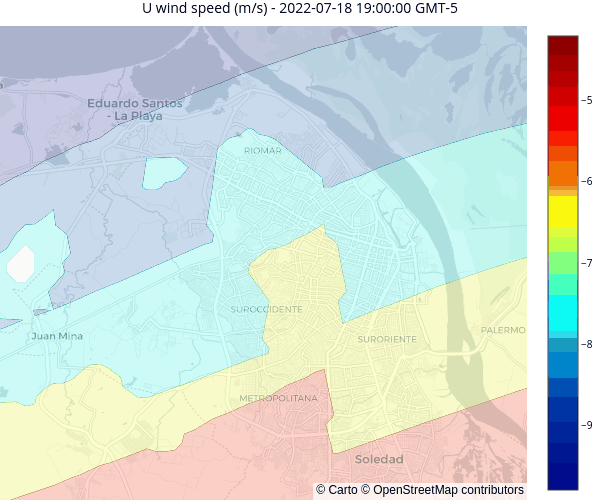 U wind speed (m/s) - 2022-07-18 19:00:00 GMT-5
Eduardo Santos
- La Playa
RIOMAR
SUROCCIDENTE
Juan Mina
SURORIENTE
PALERMO
METROPOLITANA
Soledad
© Carto © OpenStreetMap contributors
−5
−6
−7
−8
−9